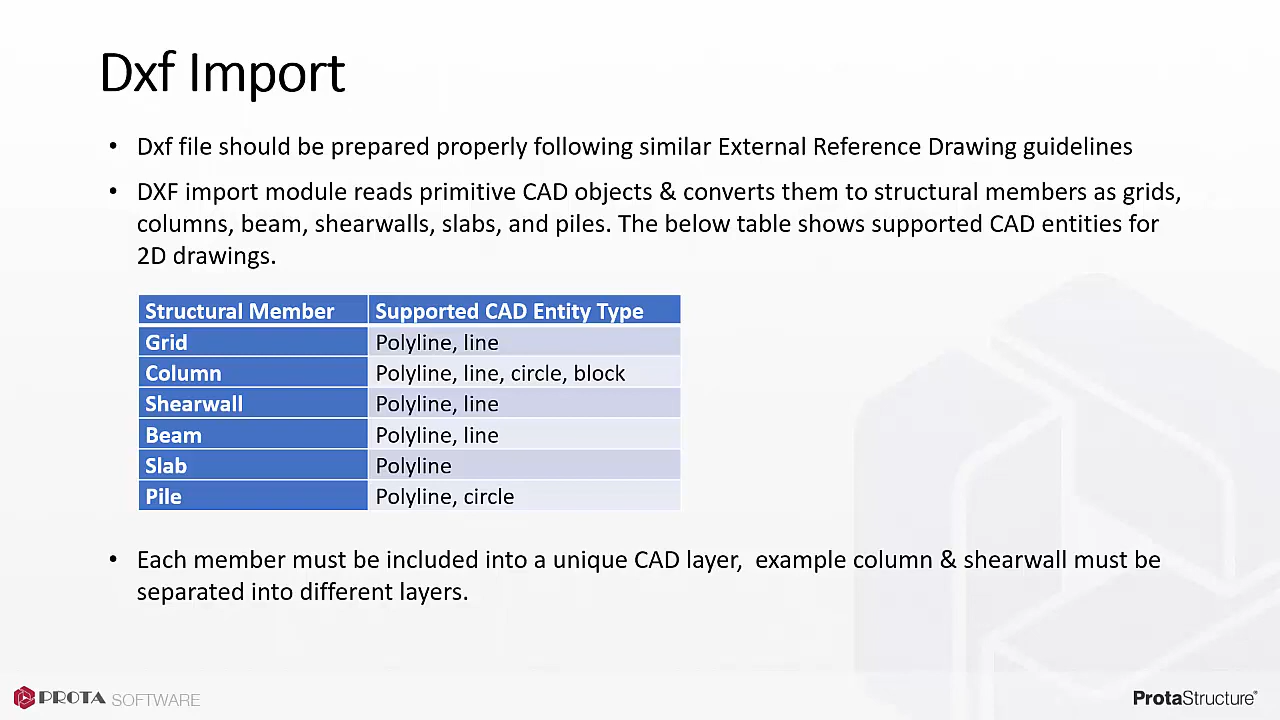 Dxf Import
• Dxf file should be prepared properly following similar External Reference Drawing guidelines
• DXF import module reads primitive CAD objects & converts them to structural members as grids,
columns, beam, shearwalls, slabs, and piles. The below table shows supported CAD entities for
2D drawings.
Structural Member Supported CAD Entity Type
Grid Polyline, line
Column Polyline, line, circle, block
Shearwall Polyline, line
Beam Polyline, line
Slab Polyline
Pile Polyline, circle
• Each member must be included into a unique CAD layer,  example column & shearwall must be
separated into different layers.
PROTA SOFTWARE
ProtaStructure®